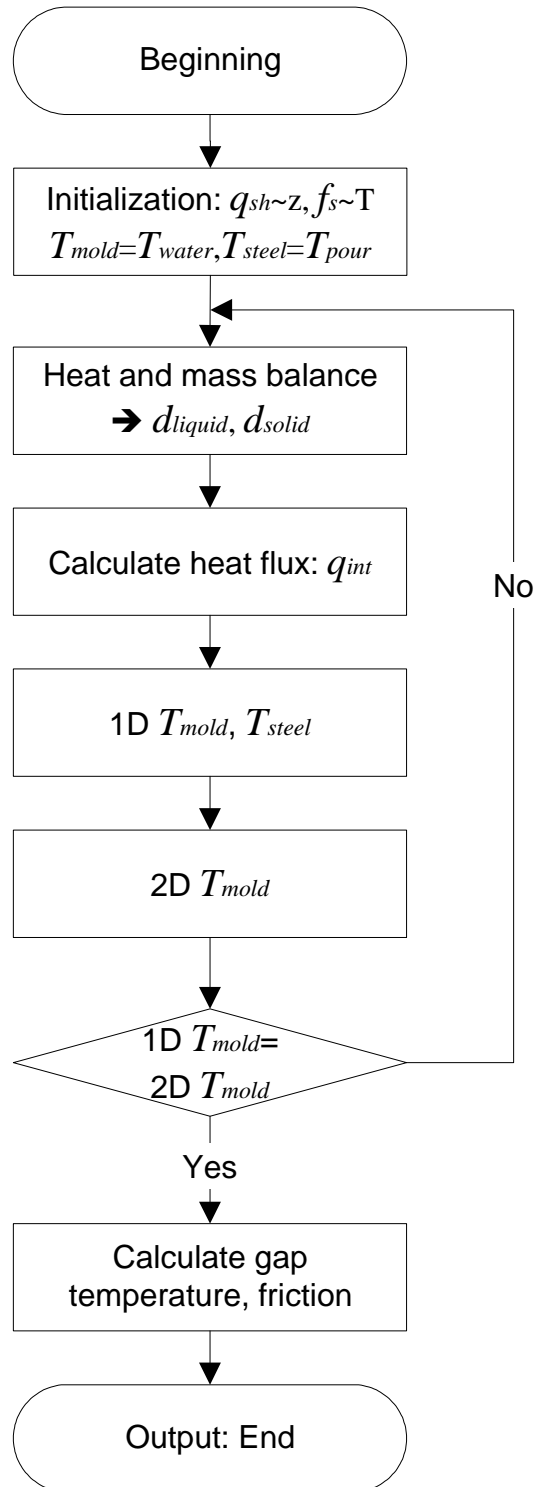 Beginning
Initialization: qsh~z, fs~T
Tmold=Twater,Tsteel=Tpour
Heat and mass balance
➔ dliquid, dsolid
Calculate heat flux: qint
No
1D Tmold, Tsteel
2D Tmold
1D Tmold=
2D Tmold
Yes
Calculate gap
temperature, friction
Output: End